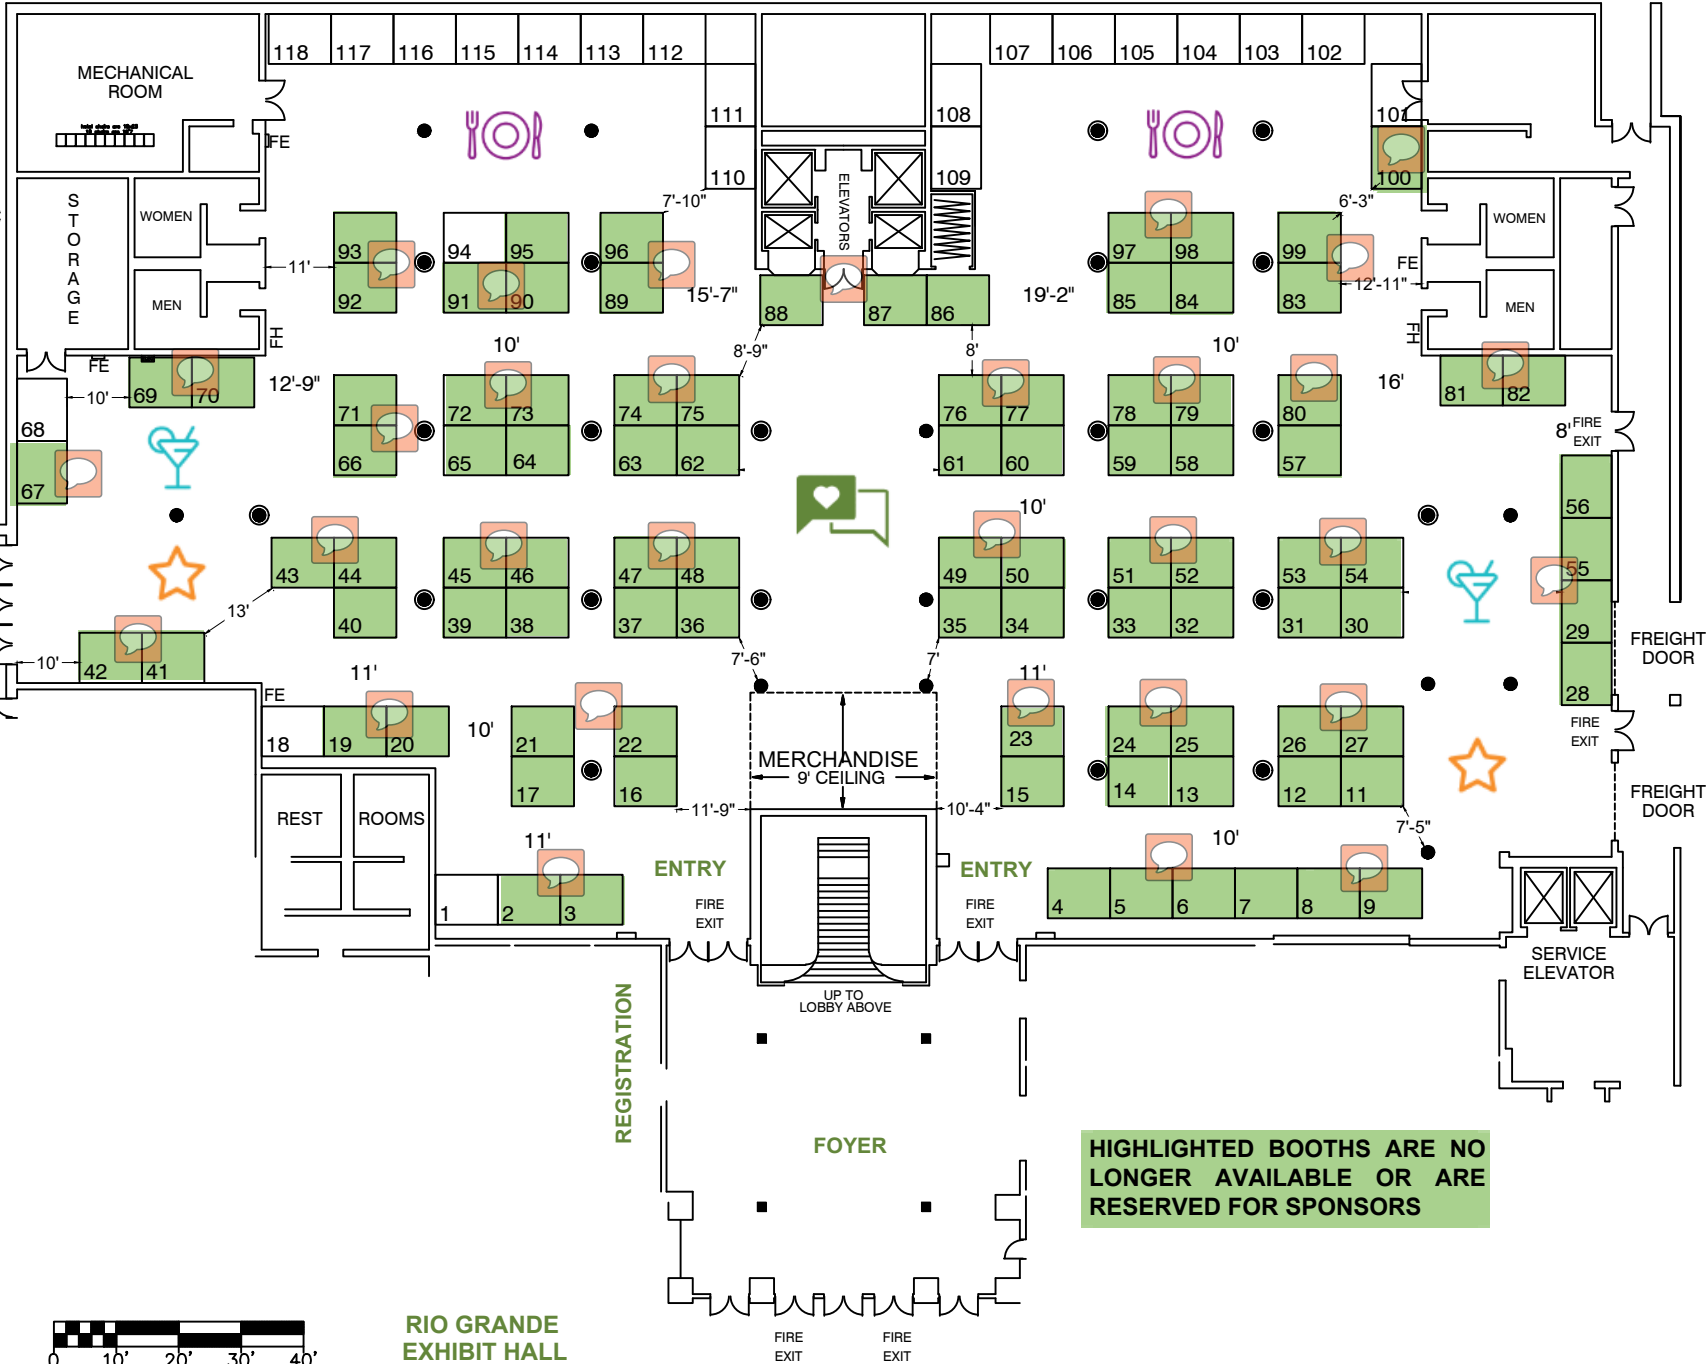 118 117 116 115 114 113 112
107 106 105 104 103 102
MECHANICAL
ROOM
111
108
101
FE
110
109
100
7'-10"
6'-3"
S
T
O
R
A
G
E
WOMEN
ELEVATORS
WOMEN
93 94 95 96
97 98 99
11'
FE
12'-11"
MEN
92 91 90 89
15'-7"
88 87 86
19'-2"
85 84 83
MEN
FH
FH
10'
8'-9"
8'
10'
FE
12'-9"
16'
10'
69 70
81 82
68
71 72 73 74 75
76 77 78 79 80
8'
FIRE
EXIT
67
66 65 64 63 62
61 60 59 58 57
10'
56
43 44 45 46 47 48
49 50 51 52 53 54
55
13'
40 39 38 37 36
35 34 33 32 31 30
29
FREIGHT
DOOR
10'
42 41
11'
7'-6"
7'
11'
FE
28
FIRE
EXIT
18 19 20
10'
21 22
23 24 25 26 27
MERCHANDISE
9' CEILING
17 16
15 14 13 12 11
11'-9"
10'-4"
FREIGHT
DOOR
REST ROOMS
7'-5"
11'
10'
ENTRY
ENTRY
1 2 3
4 5 6 7 8 9
FIRE
EXIT
FIRE
EXIT
SERVICE
ELEVATOR
UP TO
LOBBY ABOVE
REGISTRATION
FOYER
HIGHLIGHTED BOOTHS ARE NO
LONGER AVAILABLE OR ARE
RESERVED FOR SPONSORS
RIO GRANDE
EXHIBIT HALL
FIRE
EXIT
FIRE
EXIT
0 10' 20' 30' 40'